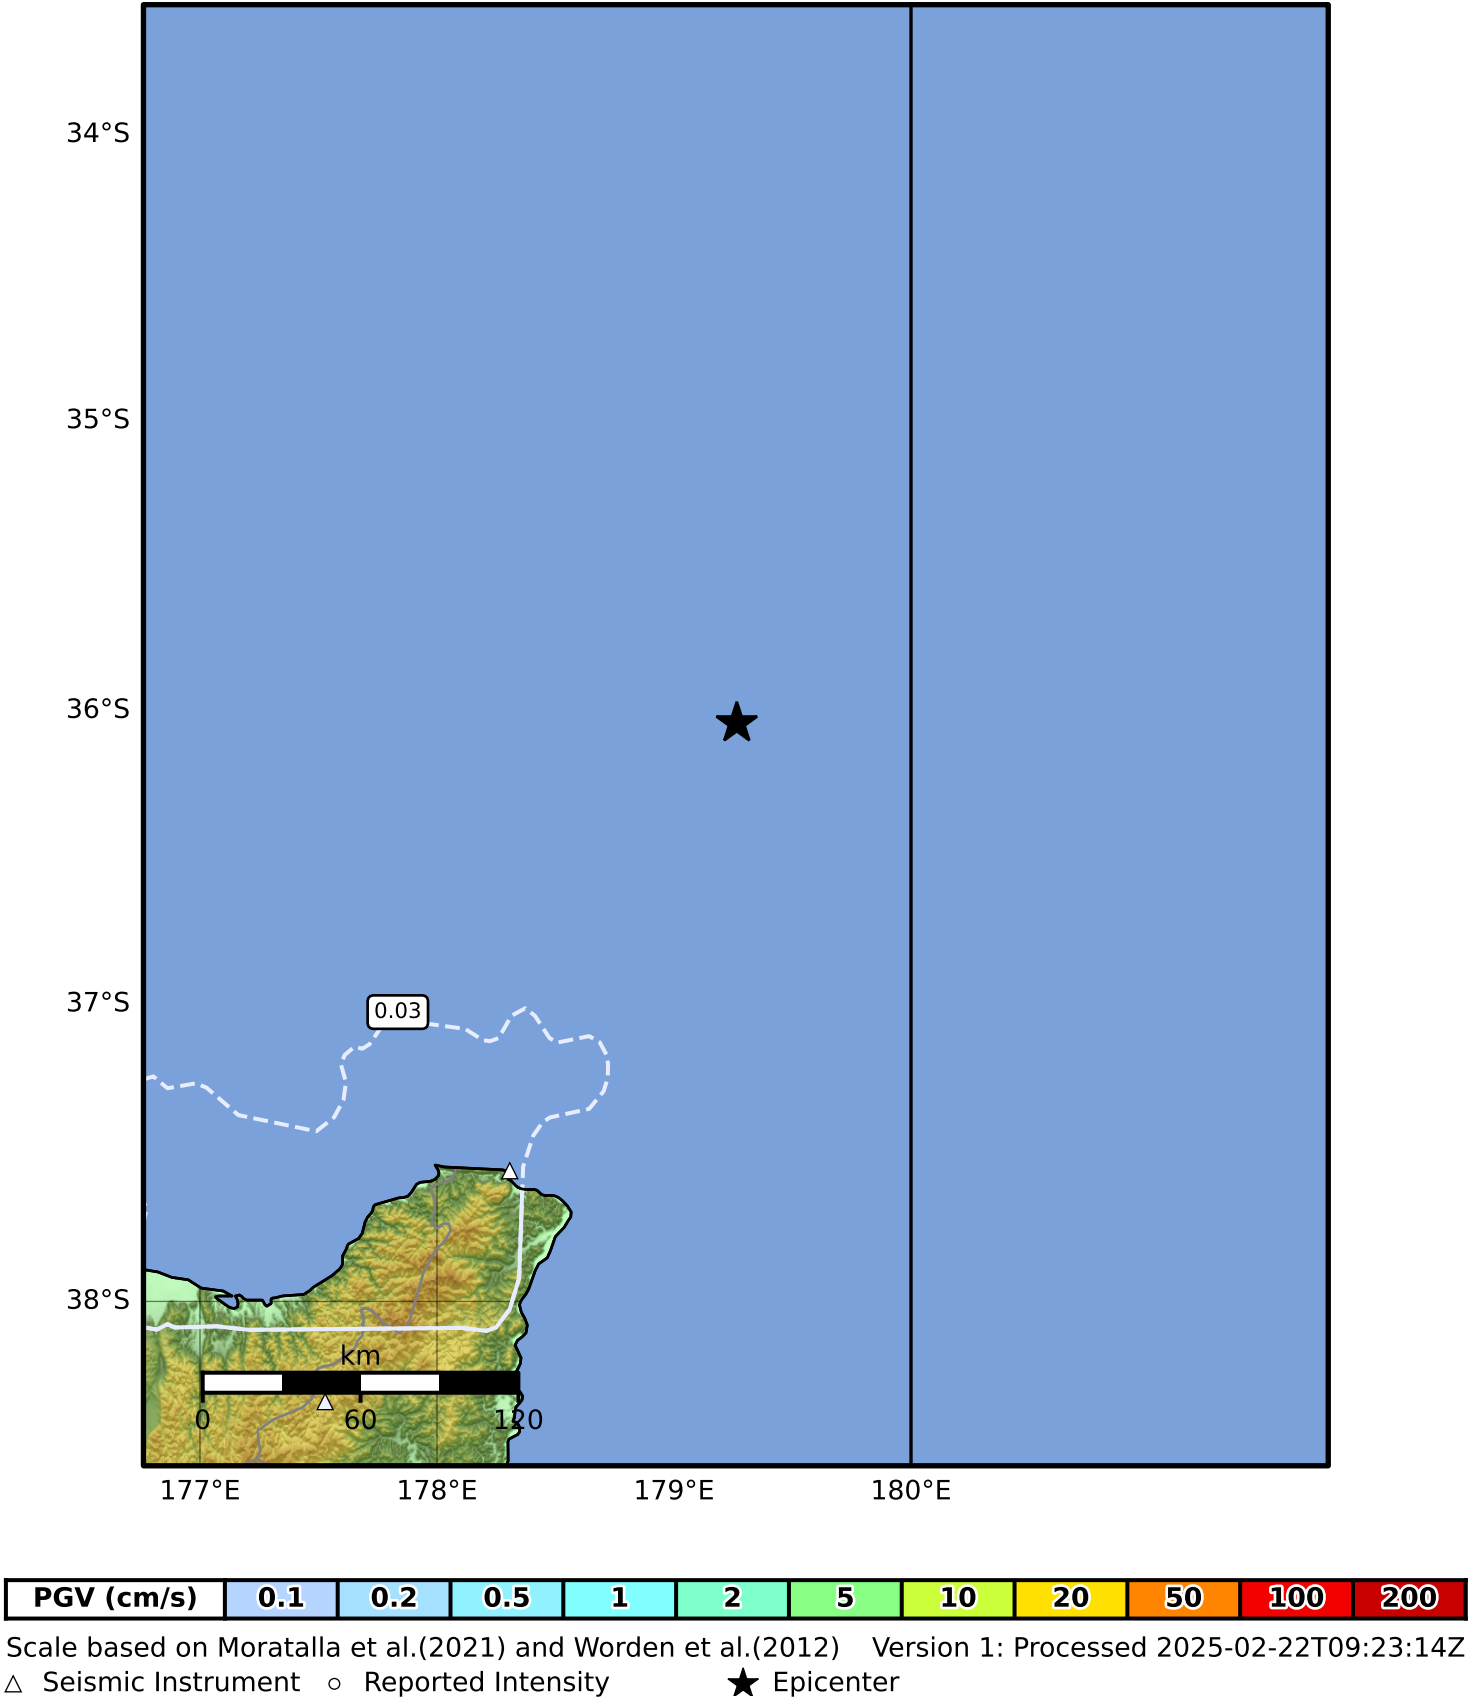 34°S
35°S
36°S
37°S
0.03
38°S
km
0 60 120
177°E 178°E 179°E 180°E
PGV (cm/s) 0.1 0.2 0.5 1 2 5 10 20 50 100 200
Scale based on Moratalla et al.(2021) and Worden et al.(2012) Version 1: Processed 2025-02-22T09:23:14Z
Seismic Instrument Reported Intensity Epicenter